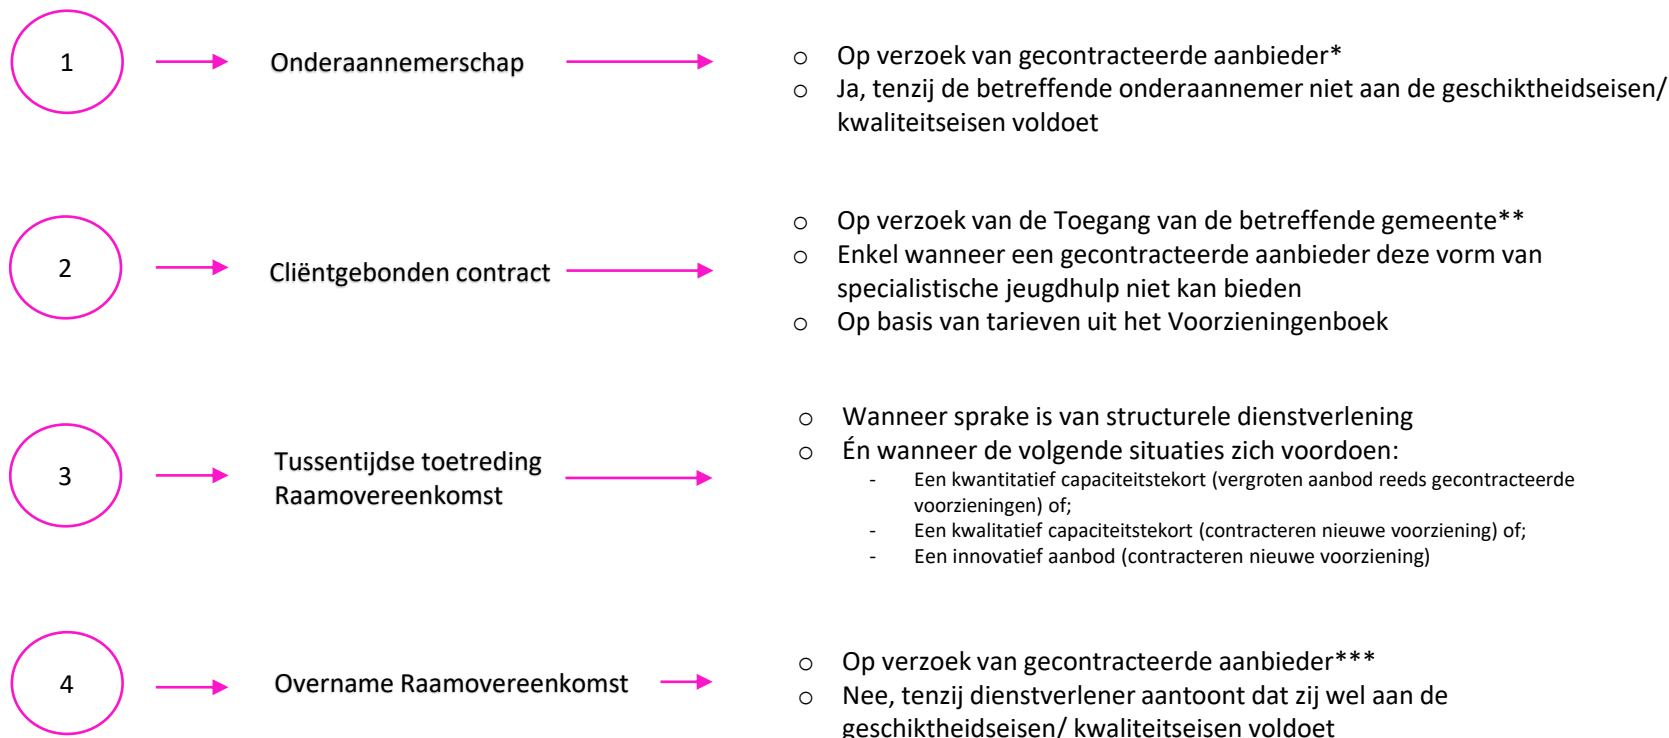 1
Onderaannemerschap
o Op verzoek van gecontracteerde aanbieder*
o Ja, tenzij de betreffende onderaannemer niet aan de geschiktheidseisen/
kwaliteitseisen voldoet
2
Cliëntgebonden contract
o Op verzoek van de Toegang van de betreffende gemeente**
o Enkel wanneer een gecontracteerde aanbieder deze vorm van
specialistische jeugdhulp niet kan bieden
o Op basis van tarieven uit het Voorzieningenboek
3
Tussentijdse toetreding
Raamovereenkomst
o Wanneer sprake is van structurele dienstverlening
o Én wanneer de volgende situaties zich voordoen:
- Een kwantitatief capaciteitstekort (vergroten aanbod reeds gecontracteerde
voorzieningen) of;
- Een kwalitatief capaciteitstekort (contracteren nieuwe voorziening) of;
- Een innovatief aanbod (contracteren nieuwe voorziening)
4
Overname Raamovereenkomst
o Op verzoek van gecontracteerde aanbieder***
o Nee, tenzij dienstverlener aantoont dat zij wel aan de
geschiktheidseisen/ kwaliteitseisen voldoet